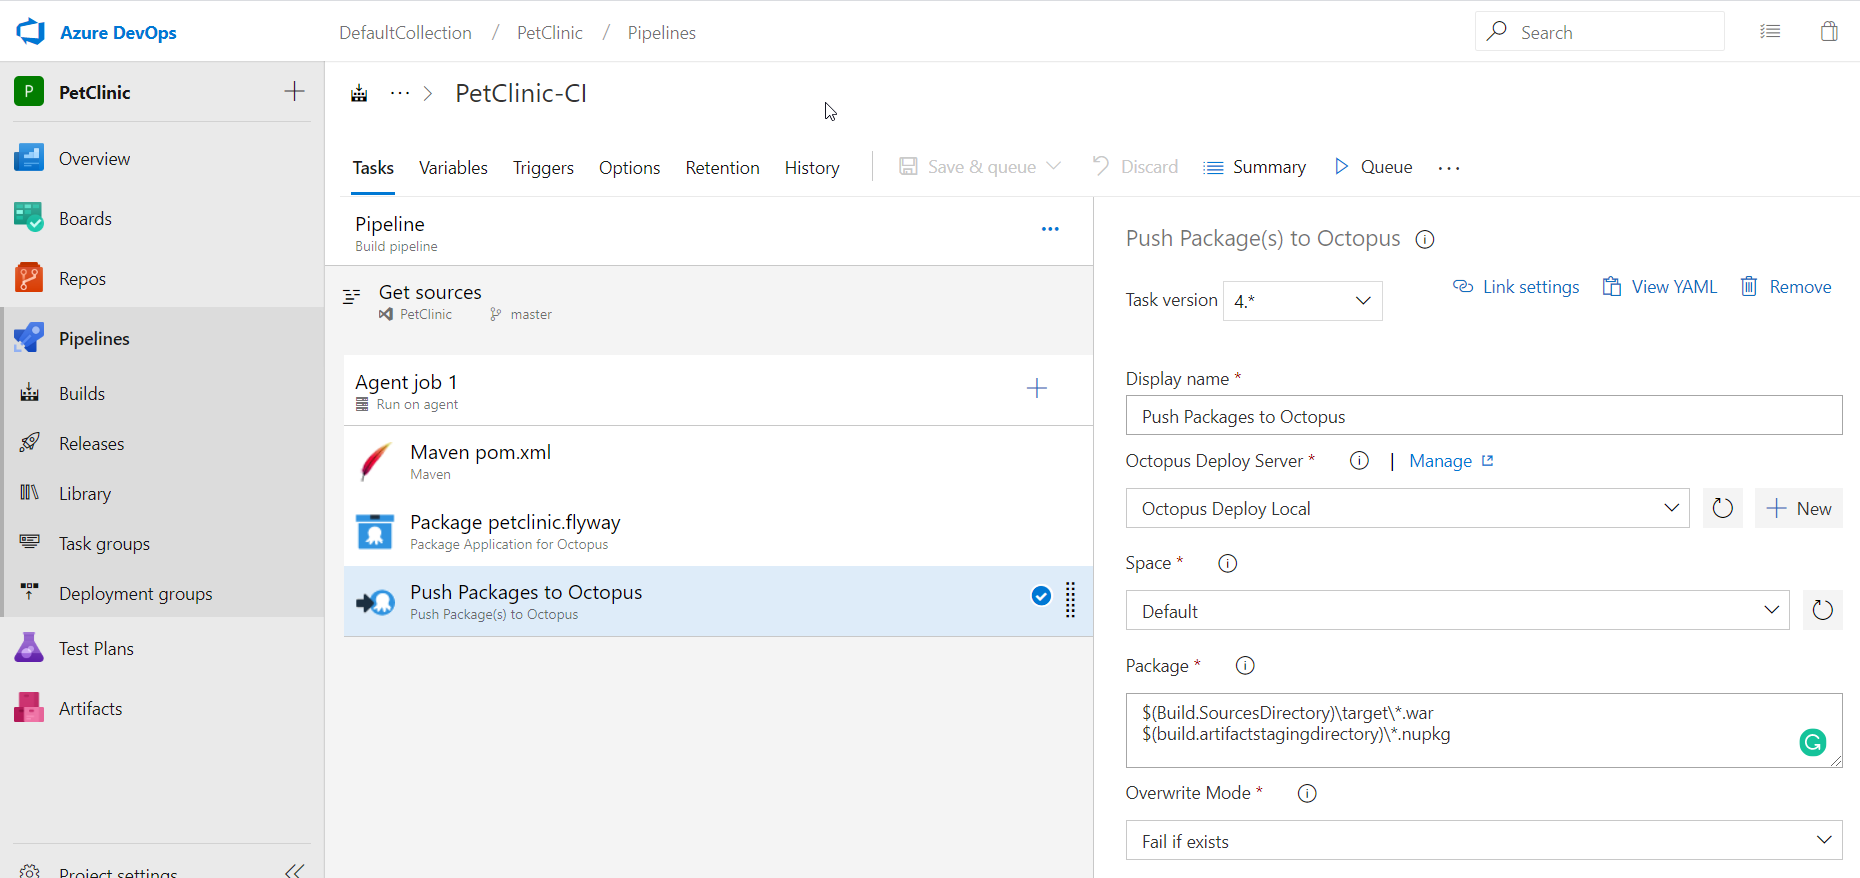 Azure DevOps
DefaultCollection / PetClinic / Pipelines
Search
P PetClinic
Overview
Boards
Repos
Pipelines
Builds
Releases
Library
Task groups
Deployment groups
Test Plans
Artifacts
Project settings
··· > PetClinic-CI
Tasks Variables Triggers Options Retention History Save & queue Discard Summary Queue ···
Pipeline
Build pipeline
Get sources
PetClinic master
Agent job 1
Run on agent
Maven pom.xml
Maven
Package petclinic.flyway
Package Application for Octopus
Push Packages to Octopus
Push Package(s) to Octopus
Push Package(s) to Octopus
Task version 4.*
Link settings View YAML Remove
Display name *
Push Packages to Octopus
Octopus Deploy Server * | Manage
Octopus Deploy Local
New
Space *
Default
Package *
$(Build.SourcesDirectory)\target\*.war
$(build.artifactstagingdirectory)\*.nupkg
Overwrite Mode *
Fail if exists